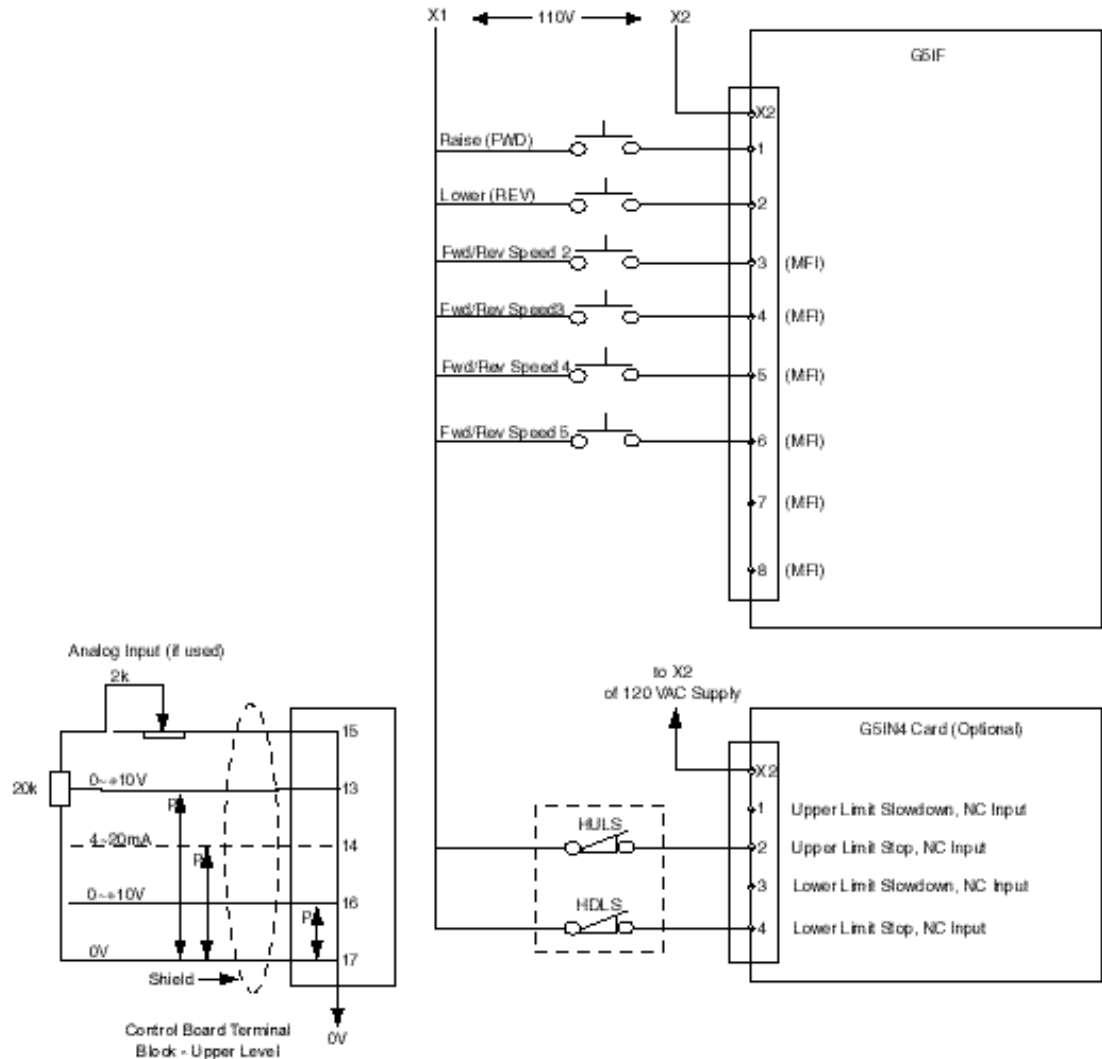 X1 110V X2
G5IF
X2
Raise (FWD) 1
Lower (REV) 2
Fwd/Rev Speed 2 3 (MFI)
Fwd/Rev Speed3 4 (MFI)
Fwd/Rev Speed 4 5 (MFI)
Fwd/Rev Speed 5 6 (MFI)
7 (MFI)
8 (MFI)
Analog Input (if used)
2k
15
20k
0~+10V
P
13
4~20mA
P
14
0~+10V
P
16
0V
17
Shield
Control Board Terminal
Block - Upper Level
0V
to X2
of 120 VAC Supply
G5IN4 Card (Optional)
X2
1 Upper Limit Slowdown, NC Input
HULS
2 Upper Limit Stop, NC Input
3 Lower Limit Slowdown, NC Input
HDLS
4 Lower Limit Stop, NC Input